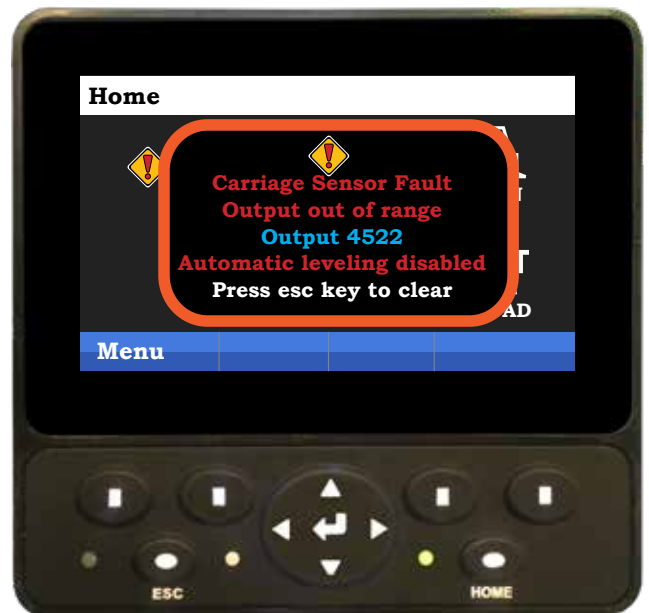 Home
Carriage Sensor Fault
Output out of range
Output 4522
Automatic leveling disabled
Press esc key to clear
AD
Menu
ESC
HOME